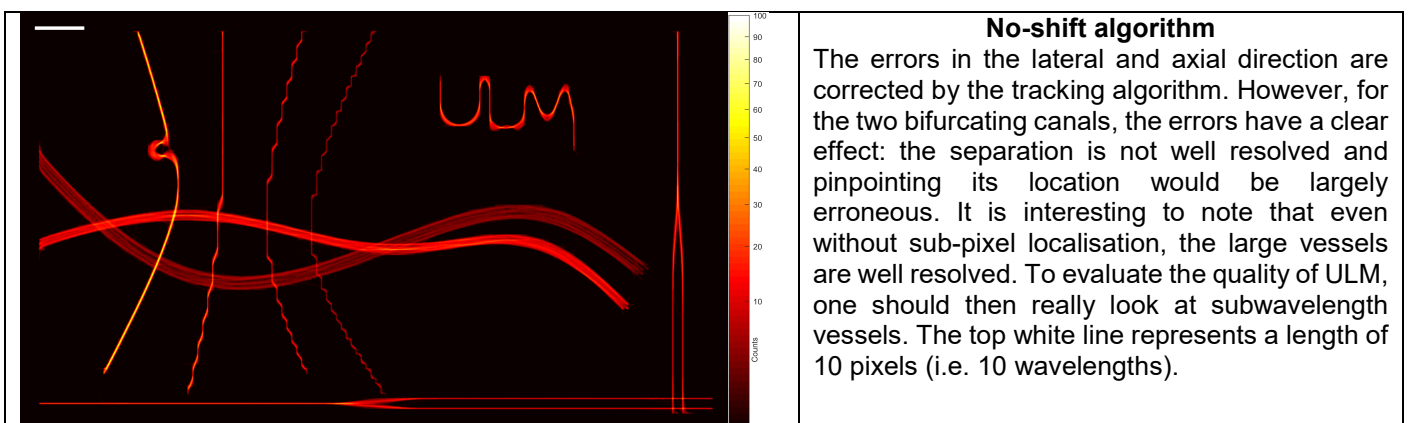 100
90
80
70
60
50
40
30
20
10
Counts
ULM
No-shift algorithm
The errors in the lateral and axial direction are
corrected by the tracking algorithm. However, for
the two bifurcating canals, the errors have a clear
effect: the separation is not well resolved and
pinpointing its location would be largely
erroneous. It is interesting to note that even
without sub-pixel localisation, the large vessels
are well resolved. To evaluate the quality of ULM,
one should then really look at subwavelength
vessels. The top white line represents a length of
10 pixels (i.e. 10 wavelengths).